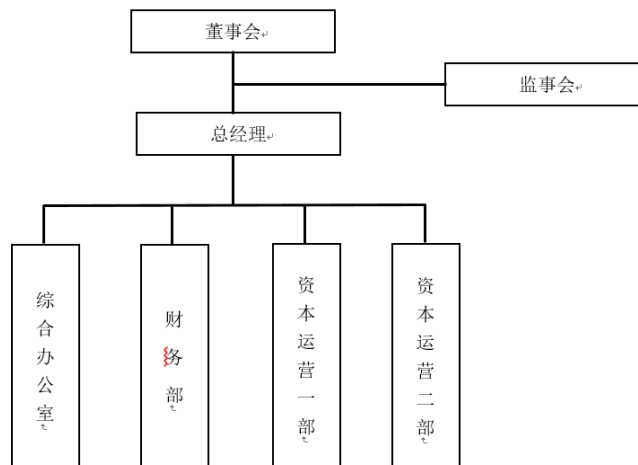 董事会
监事会
总经理
综合办公室
财务部
资本运营一部
资本运营二部